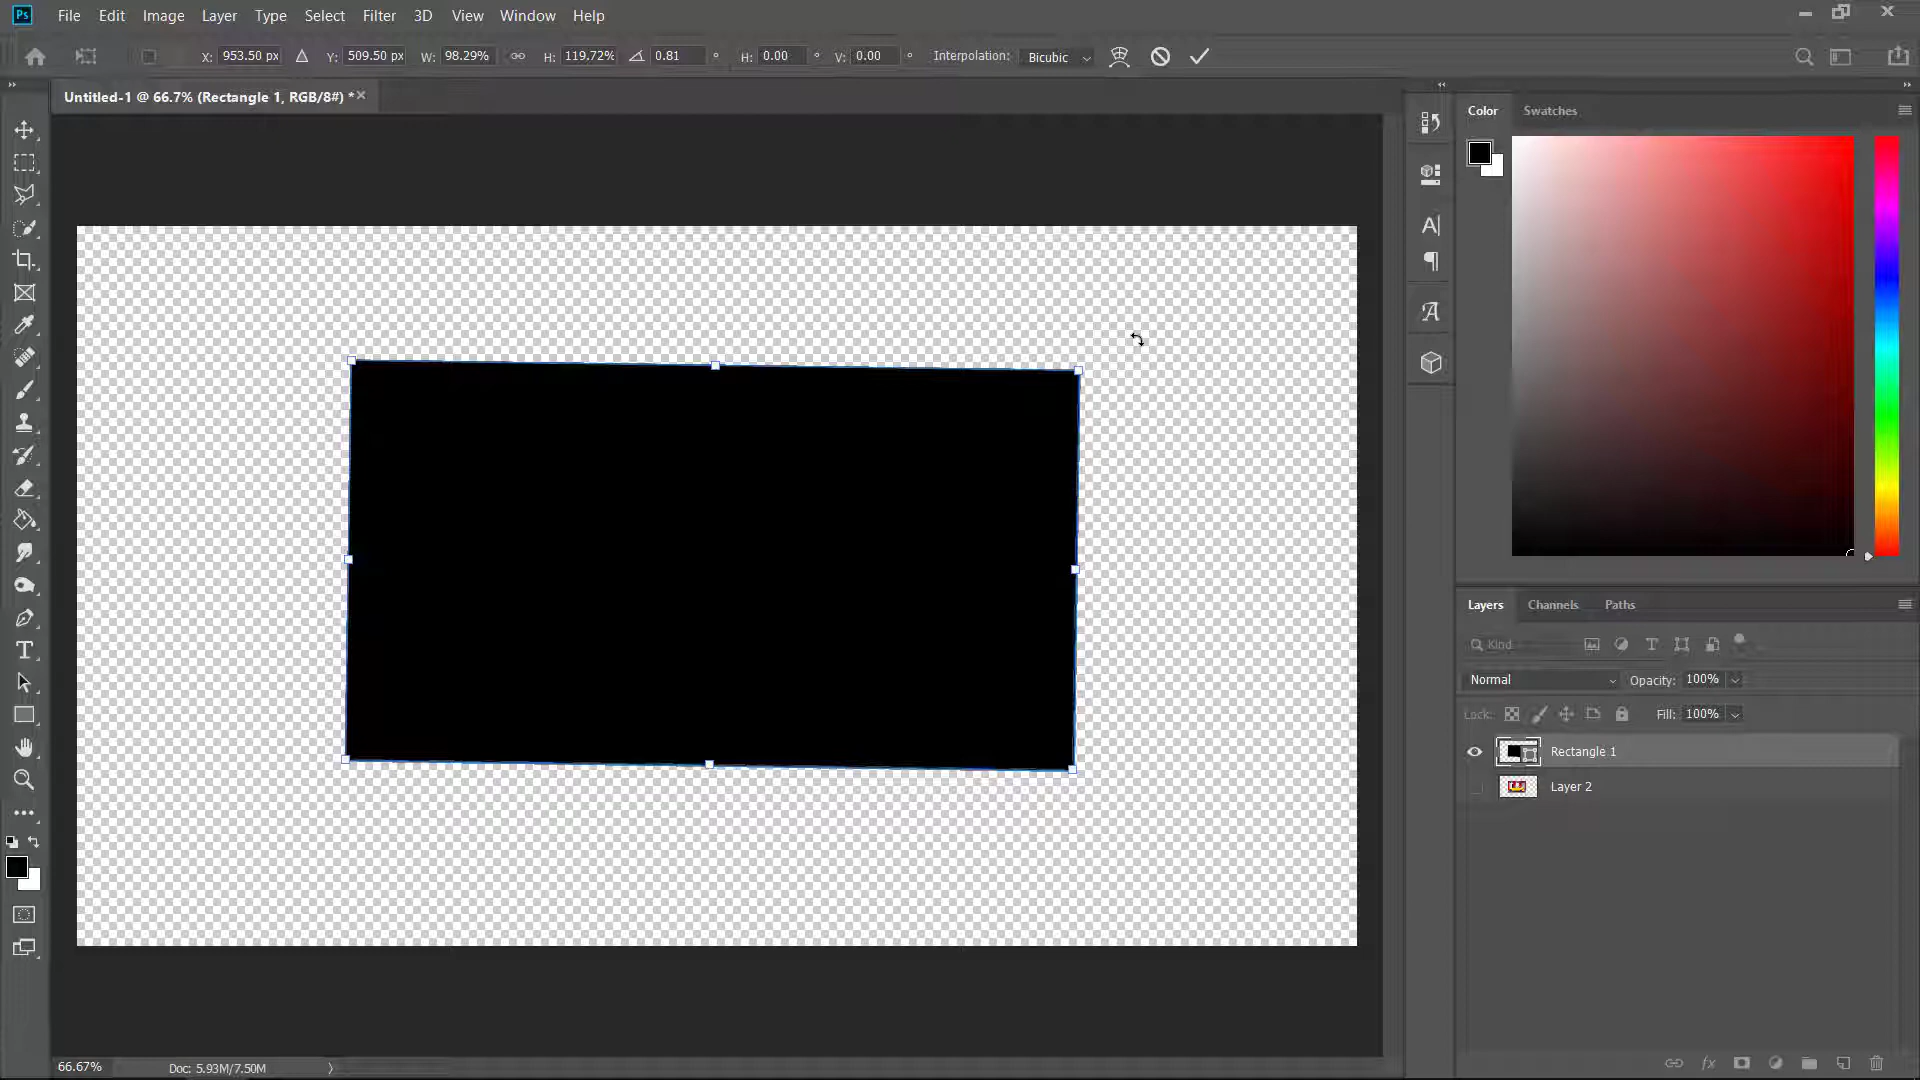 Ps File Edit Image Layer Type Select Filter 3D View Window Help
X: 953.50 px Y: 509.50 px W: 98.29% H: 119.72% 0.81 ° H: 0.00 ° V: 0.00 ° Interpolation: Bicubic
Untitled-1 @ 66.7% (Rectangle 1, RGB/8#) *
Color Swatches
Layers Channels Paths
Kind
Normal Opacity: 100%
Lock: Fill: 100%
Rectangle 1
Layer 2
66.67% Doc: 5.93M/7.50M